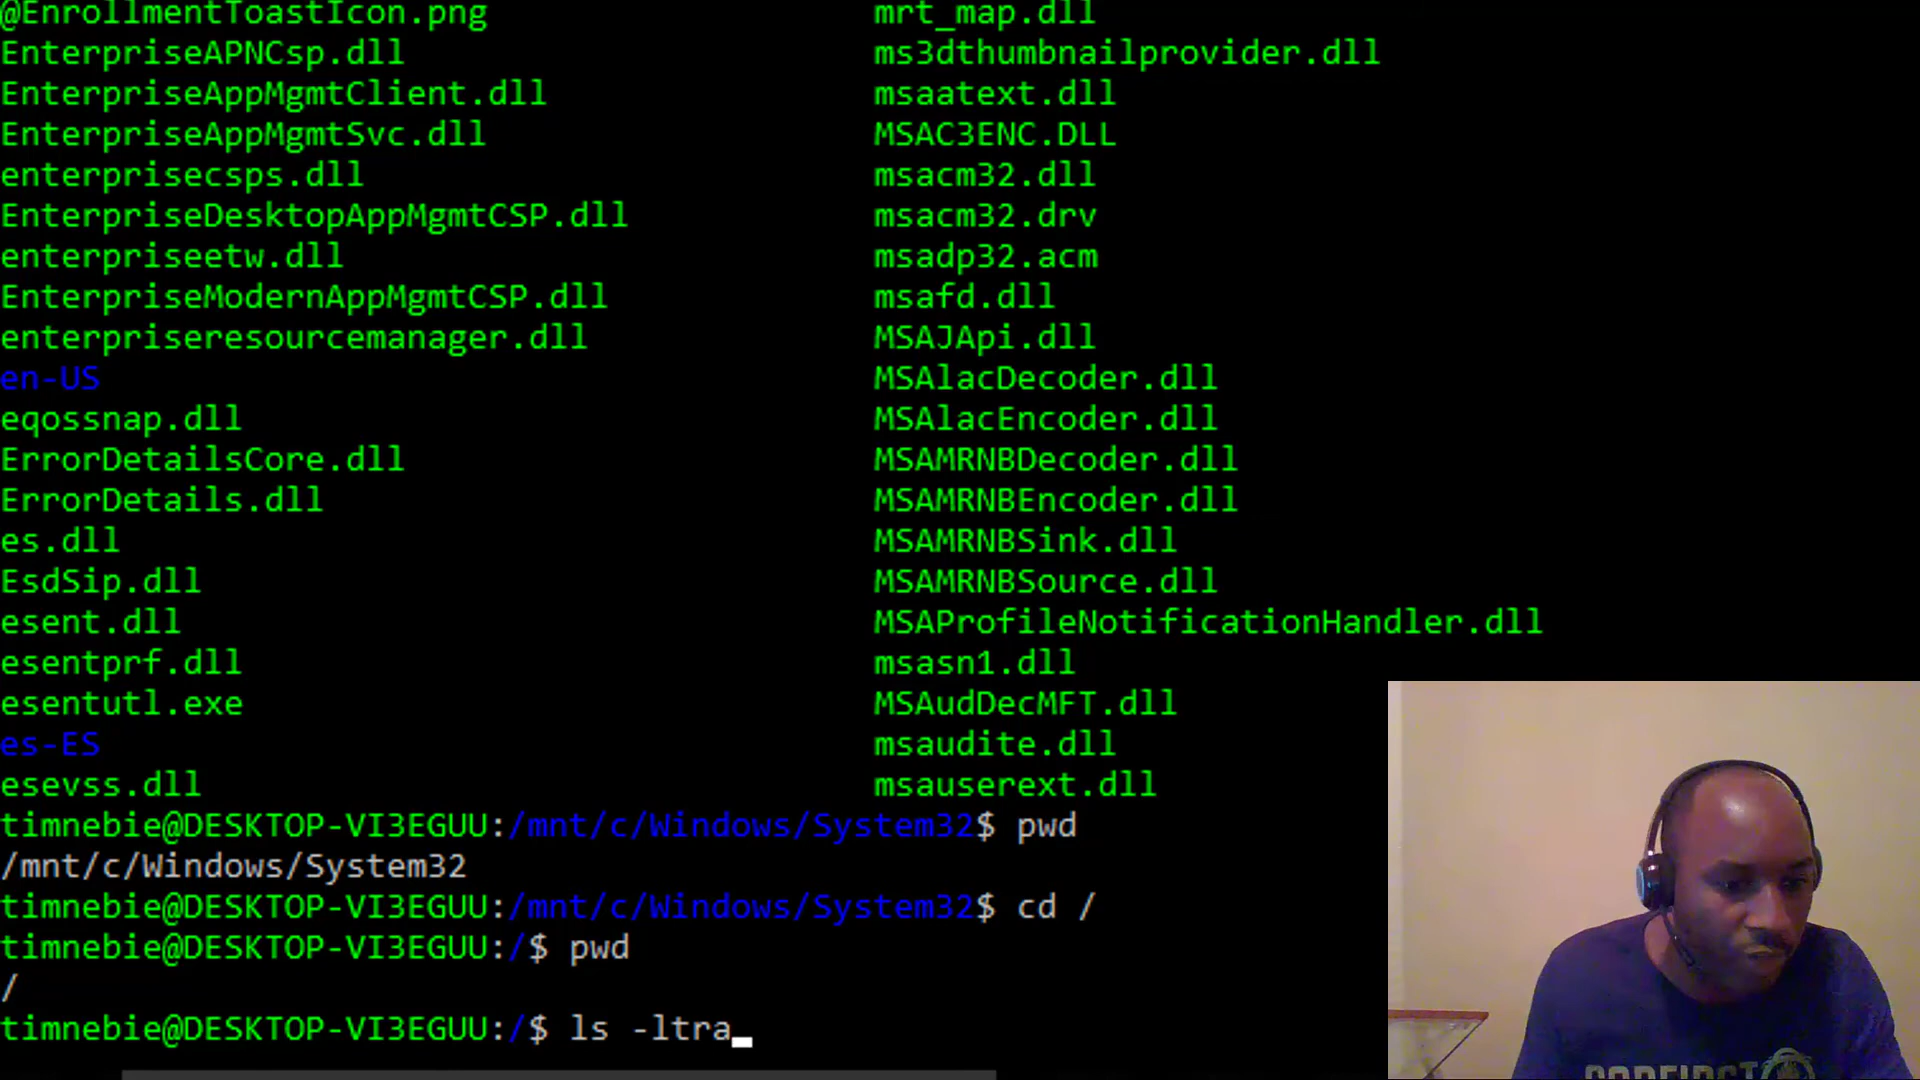 @EnrollmentToastIcon.png mrt_map.dll
EnterpriseAPNCsp.dll ms3dthumbnailprovider.dll
EnterpriseAppMgmtClient.dll msaatext.dll
EnterpriseAppMgmtSvc.dll MSAC3ENC.DLL
enterprisecsps.dll msacm32.dll
EnterpriseDesktopAppMgmtCSP.dll msacm32.drv
enterpriseetw.dll msadp32.acm
EnterpriseModernAppMgmtCSP.dll msafd.dll
enterpriseresourcemanager.dll MSAJApi.dll
en-US MSAlacDecoder.dll
eqossnap.dll MSAlacEncoder.dll
ErrorDetailsCore.dll MSAMRNBDecoder.dll
ErrorDetails.dll MSAMRNBEncoder.dll
es.dll MSAMRNBSink.dll
EsdSip.dll MSAMRNBSource.dll
esent.dll MSAProfileNotificationHandler.dll
esentprf.dll msasn1.dll
esentutl.exe MSAudDecMFT.dll
es-ES msaudite.dll
esevss.dll msauserext.dll
timnebie@DESKTOP-VI3EGUU:/mnt/c/Windows/System32$ pwd
/mnt/c/Windows/System32
timnebie@DESKTOP-VI3EGUU:/mnt/c/Windows/System32$ cd /
timnebie@DESKTOP-VI3EGUU:/$ pwd
/
timnebie@DESKTOP-VI3EGUU:/$ ls -ltra